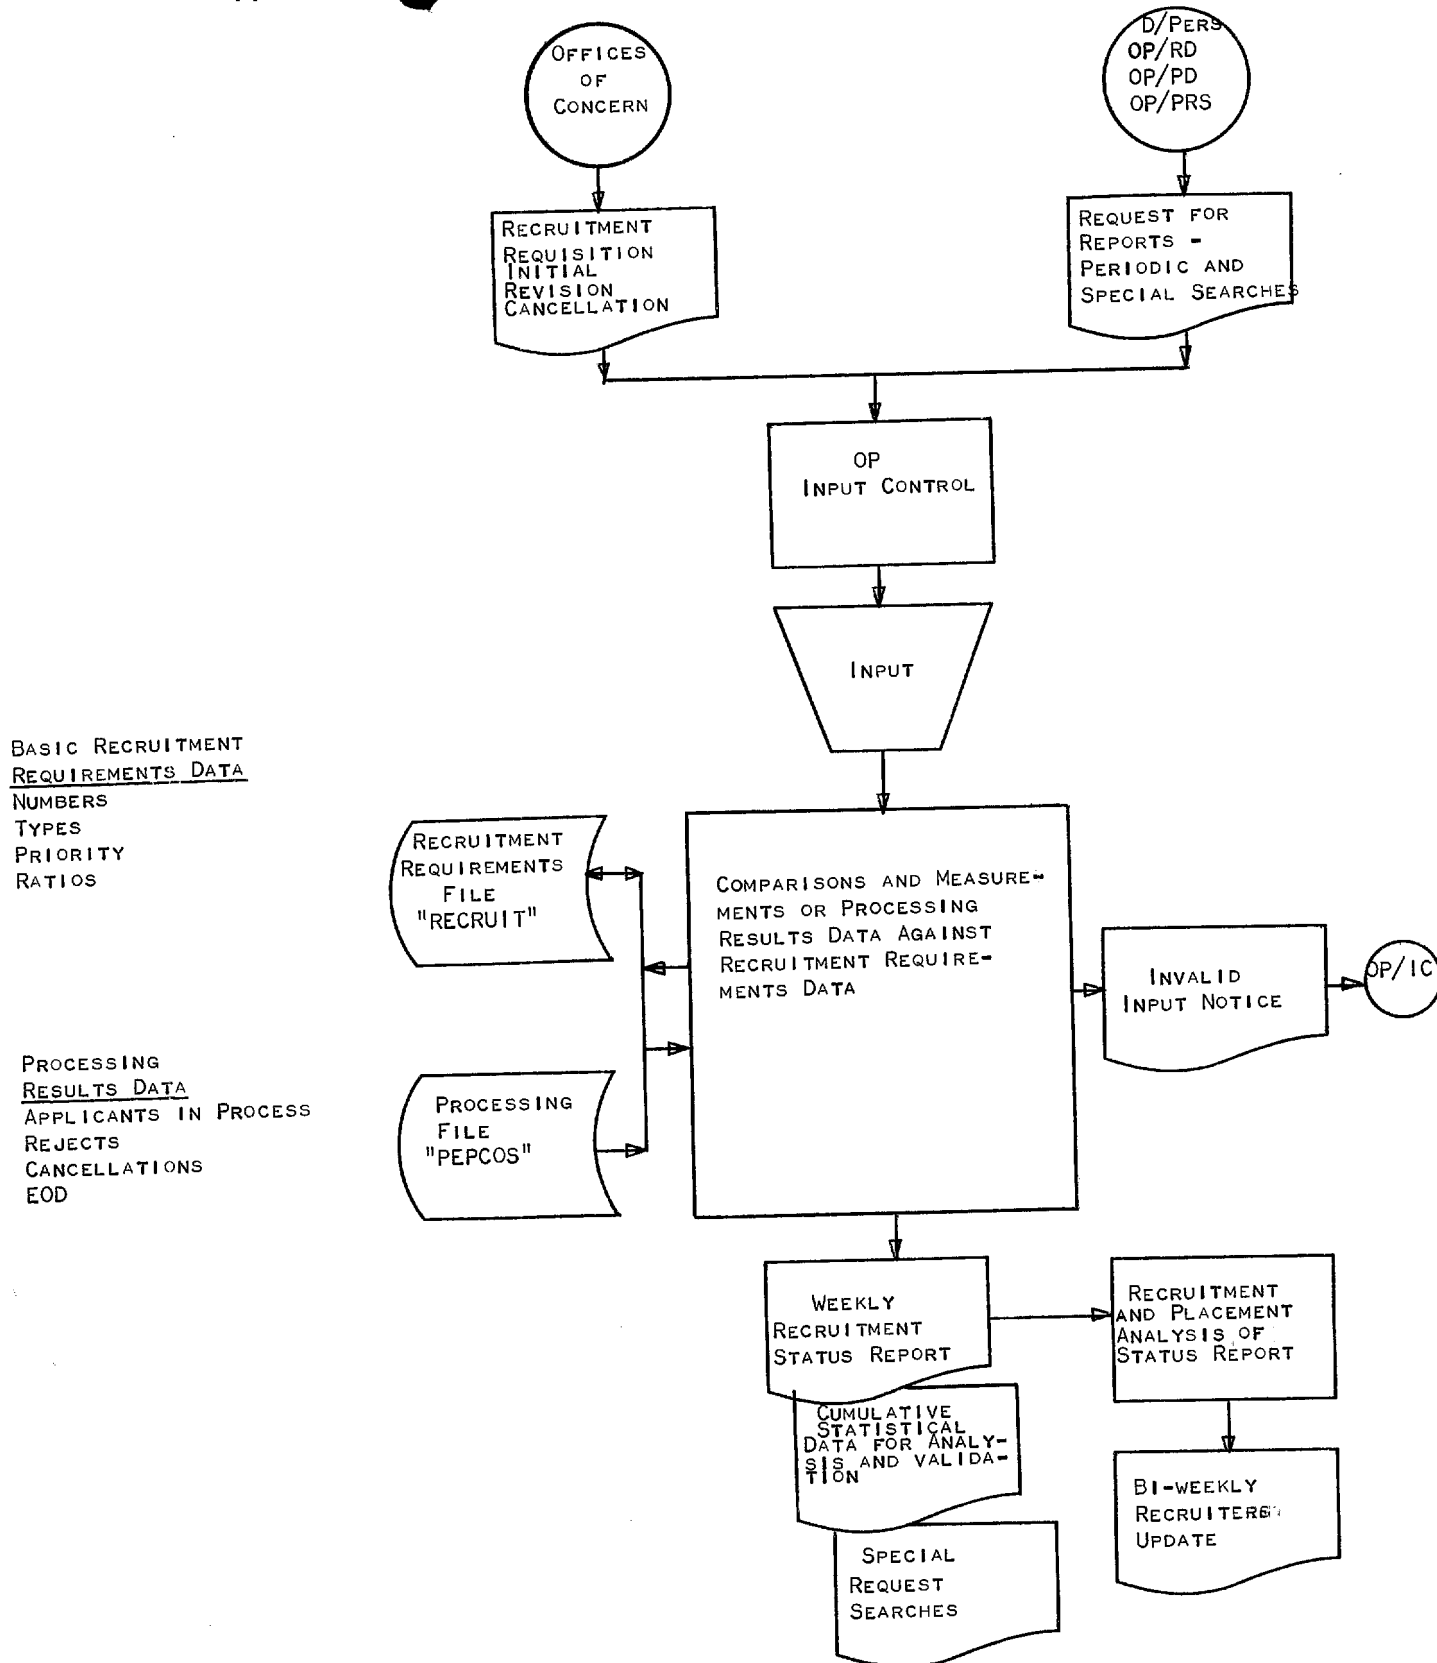 OFFICES
OF
CONCERN
D/PERS
OP/RD
OP/PD
OP/PRS
RECRUITMENT
REQUISITION
INITIAL
REVISION
CANCELLATION
REQUEST FOR
REPORTS -
PERIODIC AND
SPECIAL SEARCHES
OP
INPUT CONTROL
INPUT
BASIC RECRUITMENT
REQUIREMENTS DATA
NUMBERS
TYPES
PRIORITY
RATIOS
RECRUITMENT
REQUIREMENTS
FILE
"RECRUIT"
COMPARISONS AND MEASURE-
MENTS OR PROCESSING
RESULTS DATA AGAINST
RECRUITMENT REQUIRE-
MENTS DATA
INVALID
INPUT NOTICE
OP/IC
PROCESSING
RESULTS DATA
APPLICANTS IN PROCESS
REJECTS
CANCELLATIONS
EOD
PROCESSING
FILE
"PEPCOS"
WEEKLY
RECRUITMENT
STATUS REPORT
RECRUITMENT
AND PLACEMENT
ANALYSIS OF
STATUS REPORT
CUMULATIVE
STATISTICAL
DATA FOR ANALY-
SIS AND VALIDA-
TION
BI-WEEKLY
UPDATE
SPECIAL
REQUEST
SEARCHES